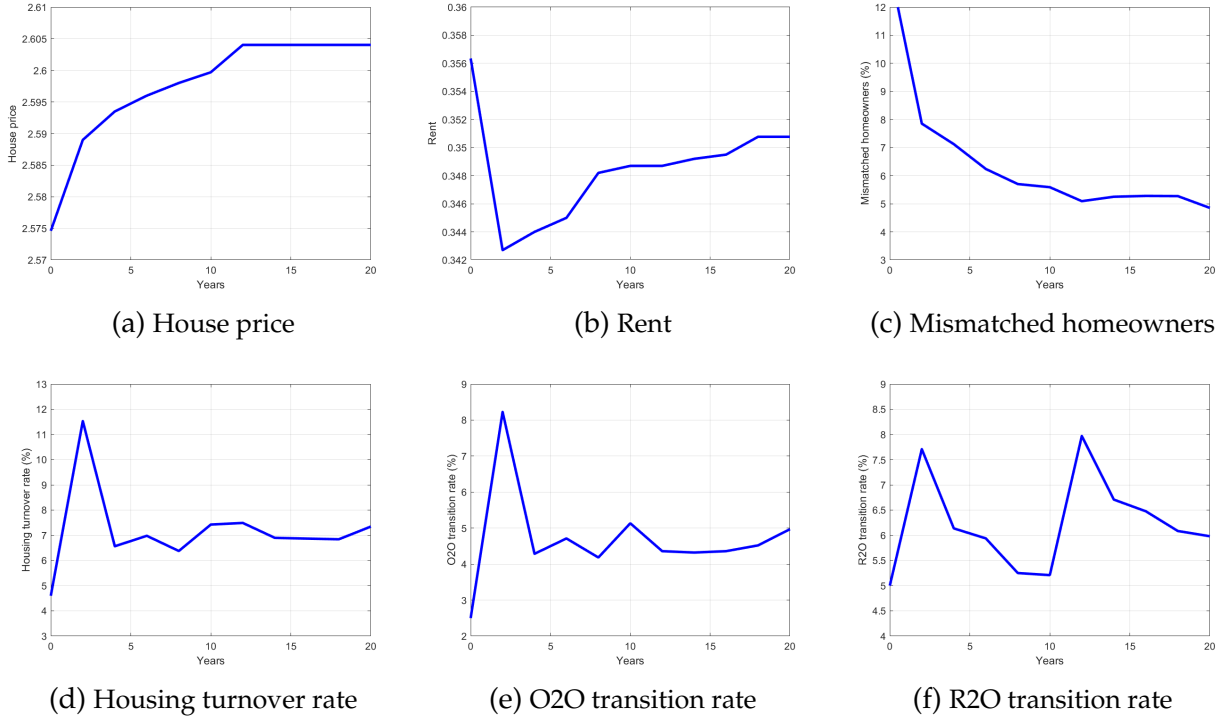 2.61
2.605
2.6
2.595
2.59
2.585
2.58
2.575
2.57
House price
0 5 10 15 20
Years
(a) House price
0.36
0.358
0.356
0.354
0.352
0.35
0.348
0.346
0.344
0.342
Rent
0 5 10 15 20
Years
(b) Rent
12
11
10
9
8
7
6
5
4
3
Mismatched homeowners (%)
0 5 10 15 20
Years
(c) Mismatched homeowners
13
12
11
10
9
8
7
6
5
4
3
Housing turnover rate (%)
0 5 10 15 20
Years
(d) Housing turnover rate
9
8
7
6
5
4
3
2
O2O transition rate (%)
0 5 10 15 20
Years
(e) O2O transition rate
9
8.5
8
7.5
7
6.5
6
5.5
5
4.5
4
R2O transition rate (%)
0 5 10 15 20
Years
(f) R2O transition rate